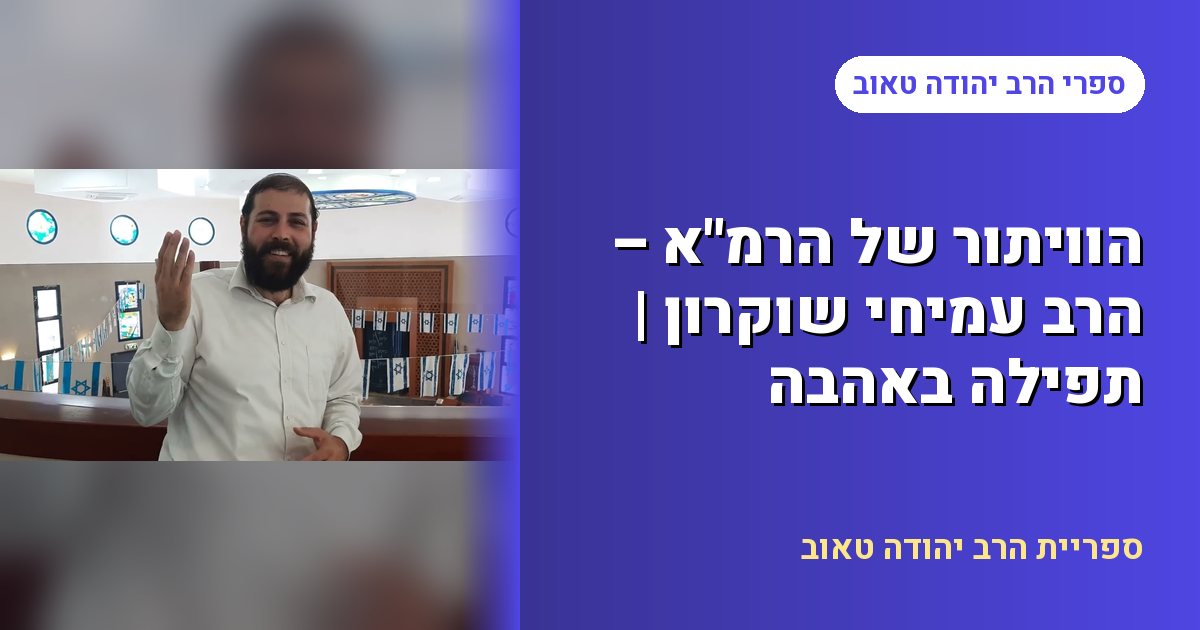 ספרי הרב יהודה טאוב
הוויתור של הרמ"א –
הרב עמיחי שוקרון |
תפילה באהבה
ספריית הרב יהודה טאוב